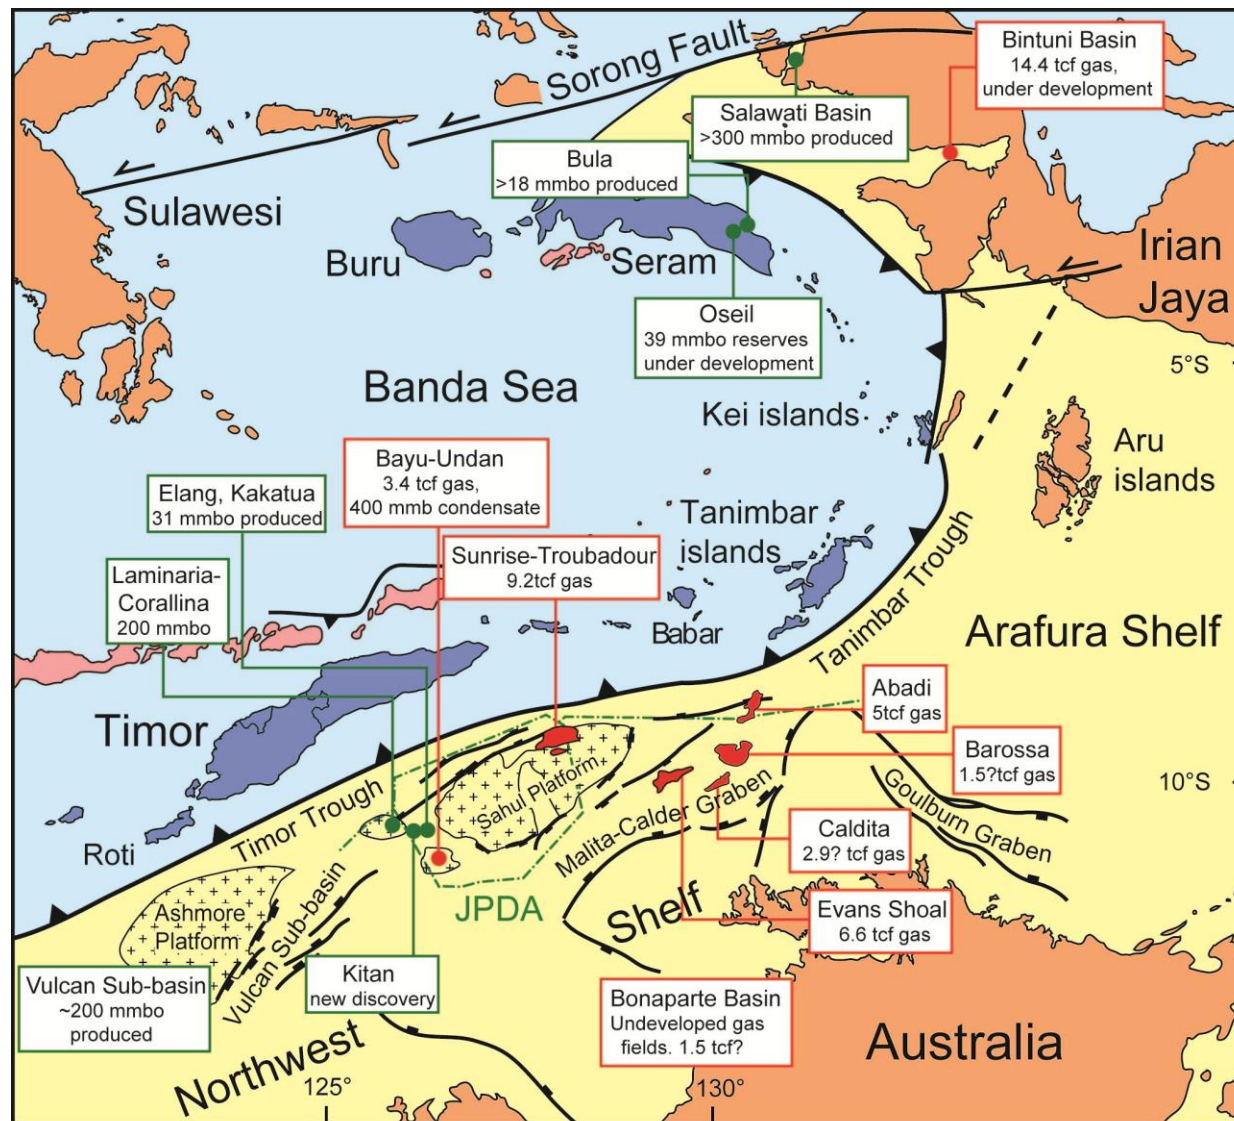 Sorong Fault
Bintuni Basin
14.4 tcf gas,
under development
Salawati Basin
>300 mmbo produced
Bula
>18 mmbo produced
Sulawesi
Buru
Seram
Irian
Jaya
Oseil
39 mmbo reserves
under development
5°S
Banda Sea
Kei islands
Aru
islands
Bayu-Undan
3.4 tcf gas,
400 mmb condensate
Elang, Kakatua
31 mmbo produced
Tanimbar
islands
Sunrise-Troubadour
9.2tcf gas
Laminaria-
Corallina
200 mmbo
Babar
Tanimbar Trough
Arafura Shelf
Timor
Abadi
5tcf gas
Barossa
1.5?tcf gas
10°S
Sahul Platform
Timor Trough
Malita-Calder Graben
Goulburn Graben
Caldita
2.9? tcf gas
Roti
JPDA
Ashmore
Platform
Vulcan Sub-basin
Shelf
Evans Shoal
6.6 tcf gas
Vulcan Sub-basin
~200 mmbo
produced
Kitan
new discovery
Bonaparte Basin
Undeveloped gas
fields. 1.5 tcf?
Australia
Northwest
125°
130°